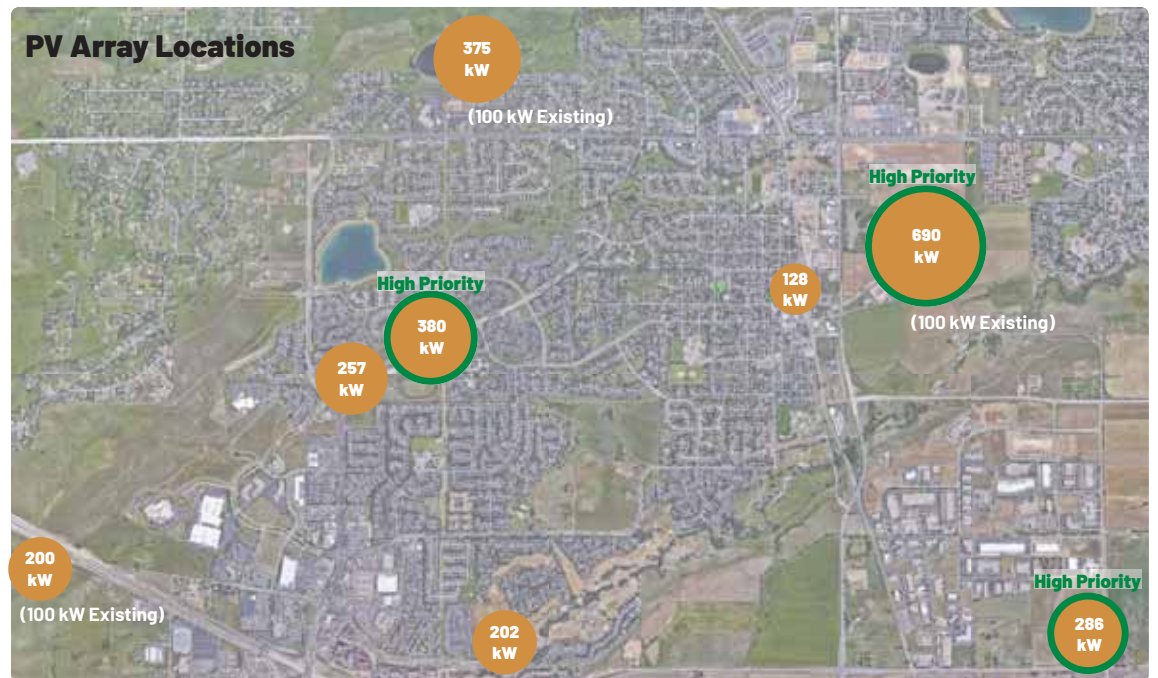 PV Array Locations
375
kW
(100 kW Existing)
High Priority
690
kW
(100 kW Existing)
128
kW
High Priority
380
kW
257
kW
200
kW
(100 kW Existing)
202
kW
High Priority
286
kW